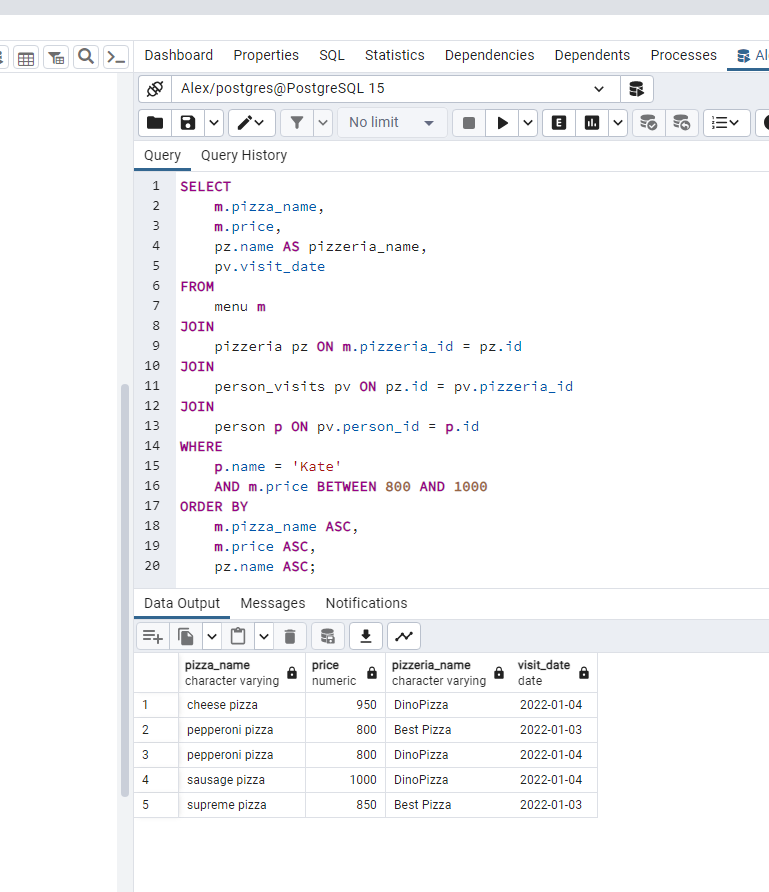 Dashboard Properties SQL Statistics Dependencies Dependents Processes Al
Alex/postgres@PostgreSQL 15
No limit
E
Query Query History
1 SELECT
2 m.pizza_name,
3 m.price,
4 pz.name AS pizzeria_name,
5 pv.visit_date
6 FROM
7 menu m
8 JOIN
9 pizzeria pz ON m.pizzeria_id = pz.id
10 JOIN
11 person_visits pv ON pz.id = pv.pizzeria_id
12 JOIN
13 person p ON pv.person_id = p.id
14 WHERE
15 p.name = 'Kate'
16 AND m.price BETWEEN 800 AND 1000
17 ORDER BY
18 m.pizza_name ASC,
19 m.price ASC,
20 pz.name ASC;
Data Output Messages Notifications
pizza_name price pizzeria_name visit_date
character varying numeric character varying date
1 cheese pizza 950 DinoPizza 2022-01-04
2 pepperoni pizza 800 Best Pizza 2022-01-03
3 pepperoni pizza 800 DinoPizza 2022-01-04
4 sausage pizza 1000 DinoPizza 2022-01-04
5 supreme pizza 850 Best Pizza 2022-01-03